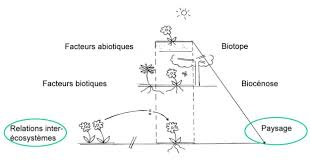 Facteurs abiotiques
Biotope
Facteurs biotiques
Biocénose
Relations inter-
écosystèmes
Paysage